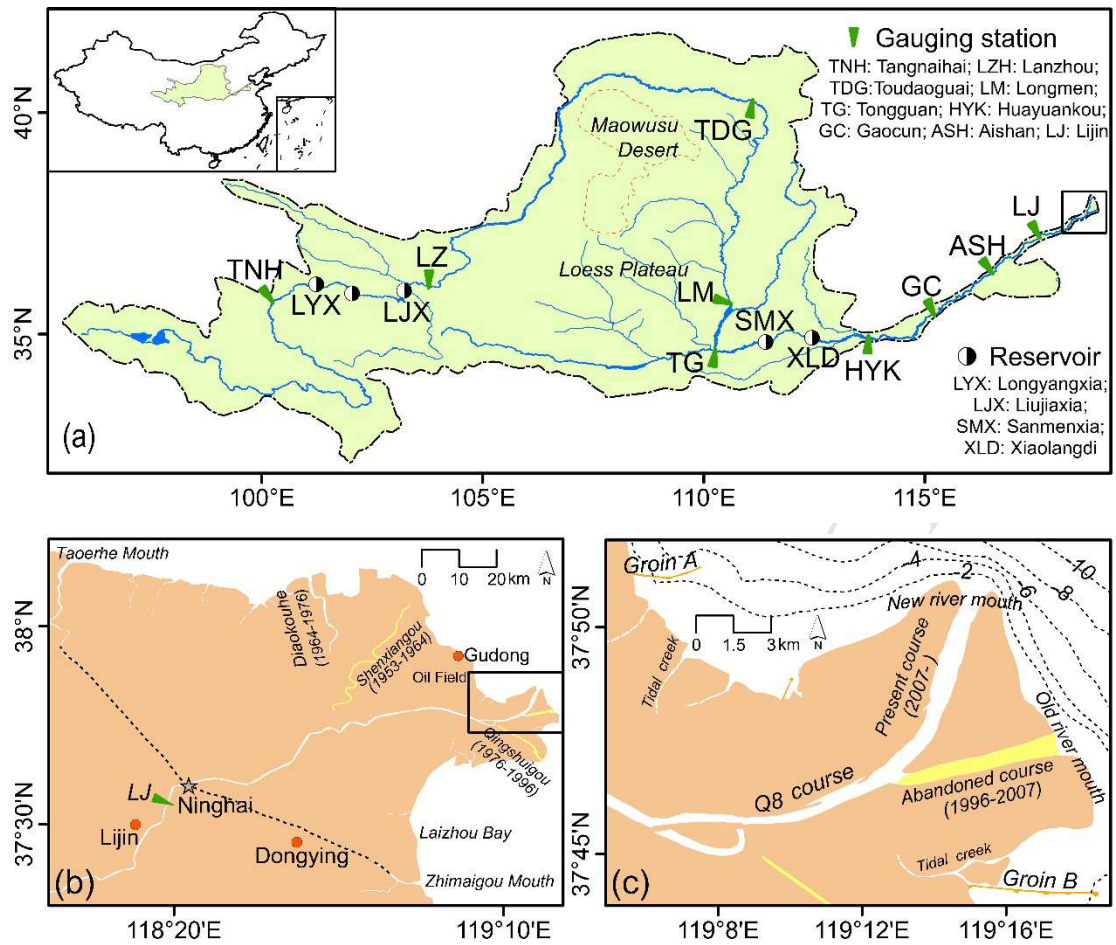 Gauging station
TNH: Tangnaihai; LZH: Lanzhou;
TDG:Toudaoguai; LM: Longmen;
TG: Tongguan; HYK: Huayuankou;
GC: Gaocun; ASH: Aishan; LJ: Lijin
40°N
35°N
Maowusu
Desert
TDG
LJ
ASH
GC
TNH
LYX
LZ
LJX
Loess Plateau
LM
SMX
TG
XLD
HYK
Reservoir
LYX: Longyangxia;
LJX: Liujiaxia;
SMX: Sanmenxia;
XLD: Xiaolangdi
(a)
100°E
105°E
110°E
115°E
Taoerhe Mouth
0 10 20 km
N
38°N
37°30'N
Diaokouhe
(1964-1976)
Shenxiangou
(1953-1964)
Gudong
Oil Field
Qingshuigou
(1976-1996)
LJ
Ninghai
Lijin
Dongying
Laizhou Bay
Zhimaigou Mouth
(b)
118°20'E
119°10'E
Groin A
-4
-2
-6
-8
-10
New river mouth
37°50'N
37°45'N
0 1.5 3 km
N
Tidal creek
Present course
(2007- )
Old river mouth
Q8 course
Abandoned course
(1996-2007)
Tidal creek
Groin B
(c)
119°8'E
119°12'E
119°16'E